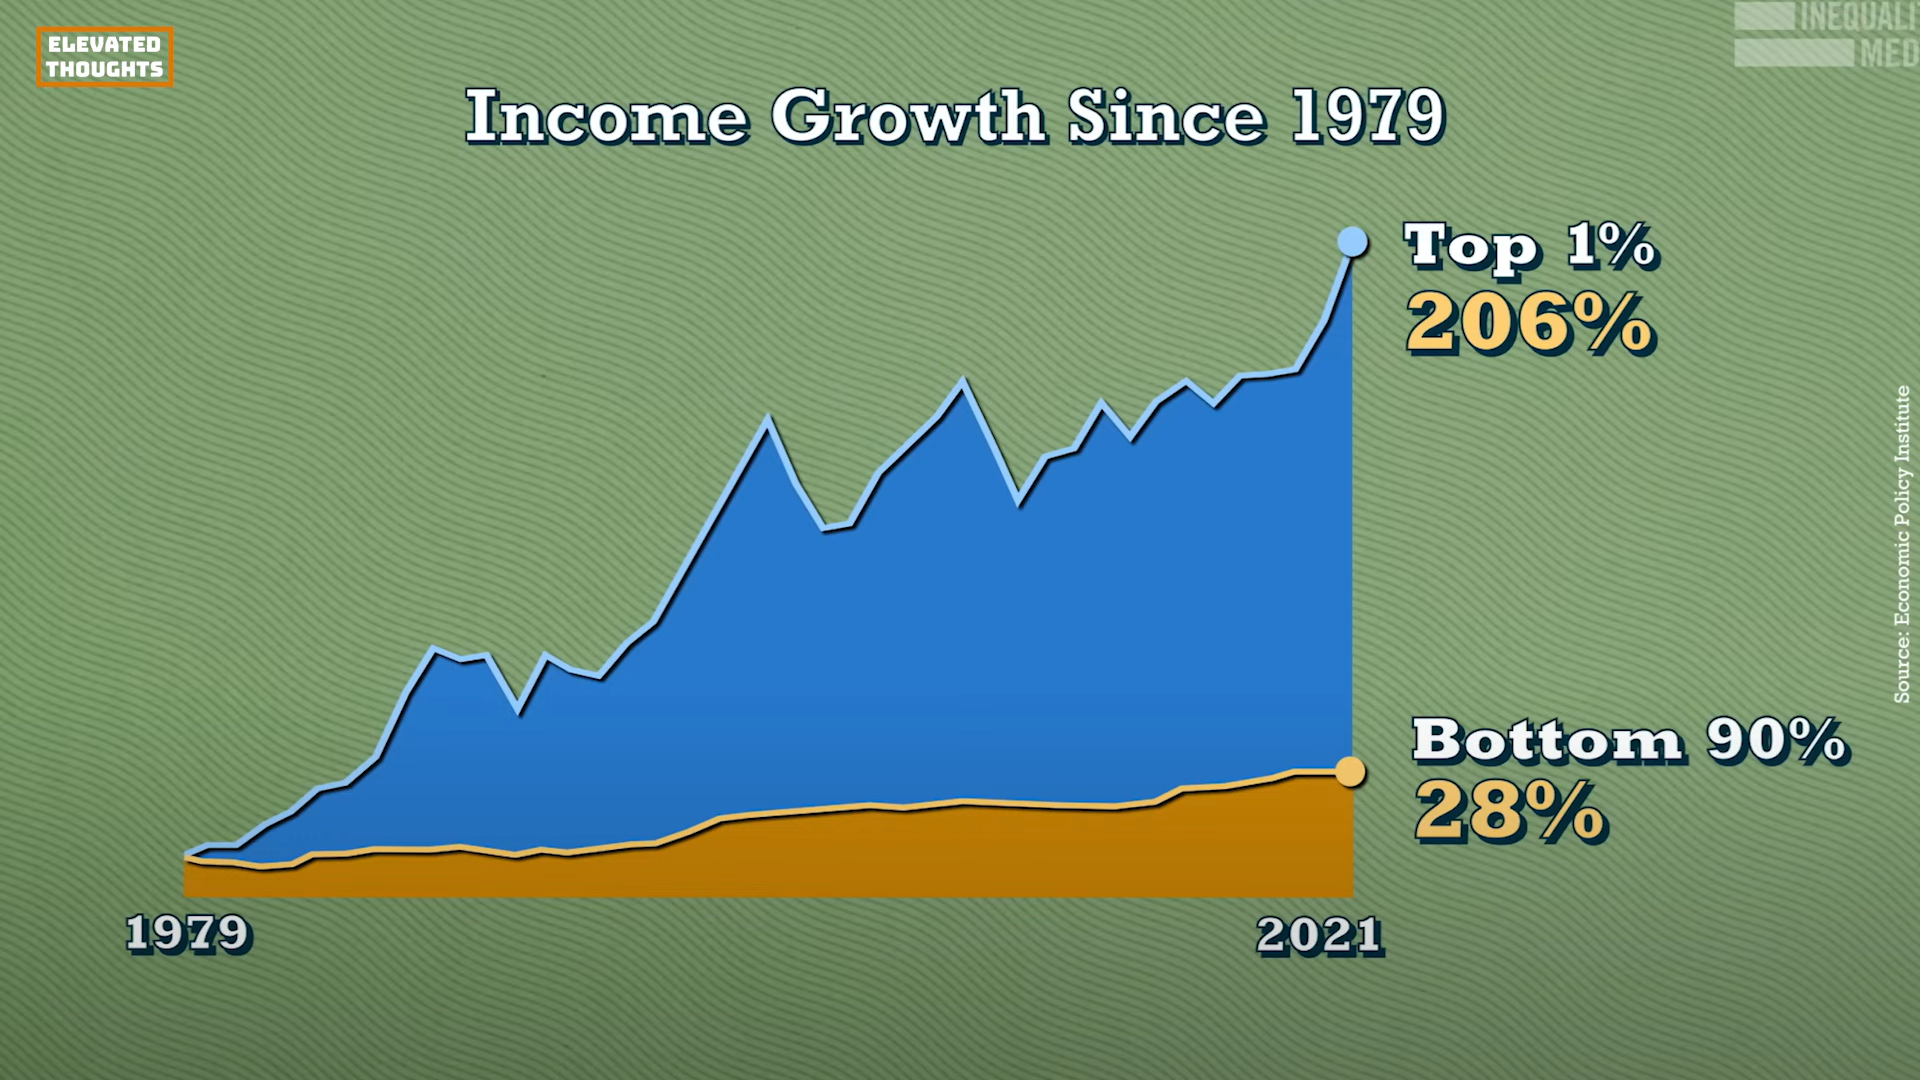 ELEVATED
THOUGHTS
Income Growth Since 1979
Top 1%
206%
Bottom 90%
28%
1979
2021
Source: Economic Policy Institute